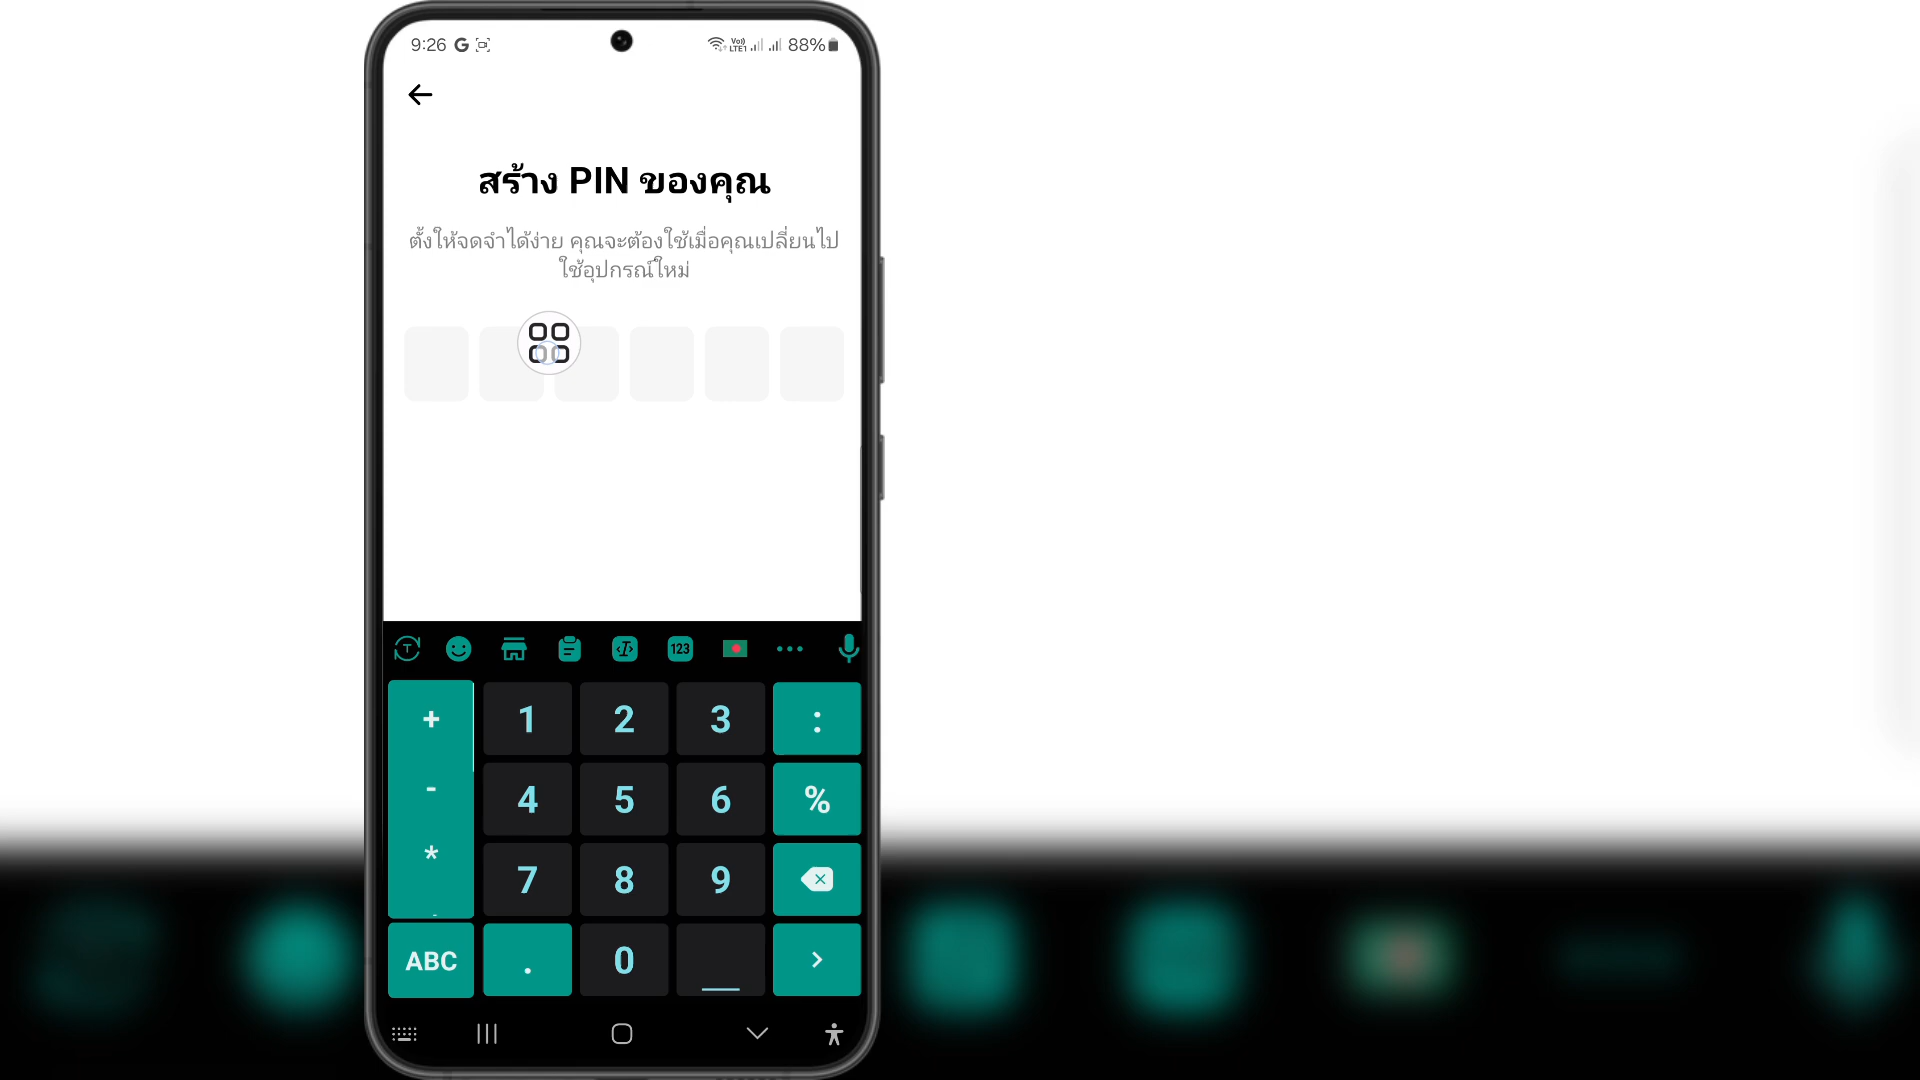 9:26 G Vo)) LTE1 88%
สร้าง PIN ของคุณ
ตั้งให้จดจำได้ง่าย คุณจะต้องใช้เมื่อคุณเปลี่ยนไป
ใช้อุปกรณ์ใหม่
T 123
+ 1 2 3 :
- 4 5 6 %
* 7 8 9
ABC . 0 >